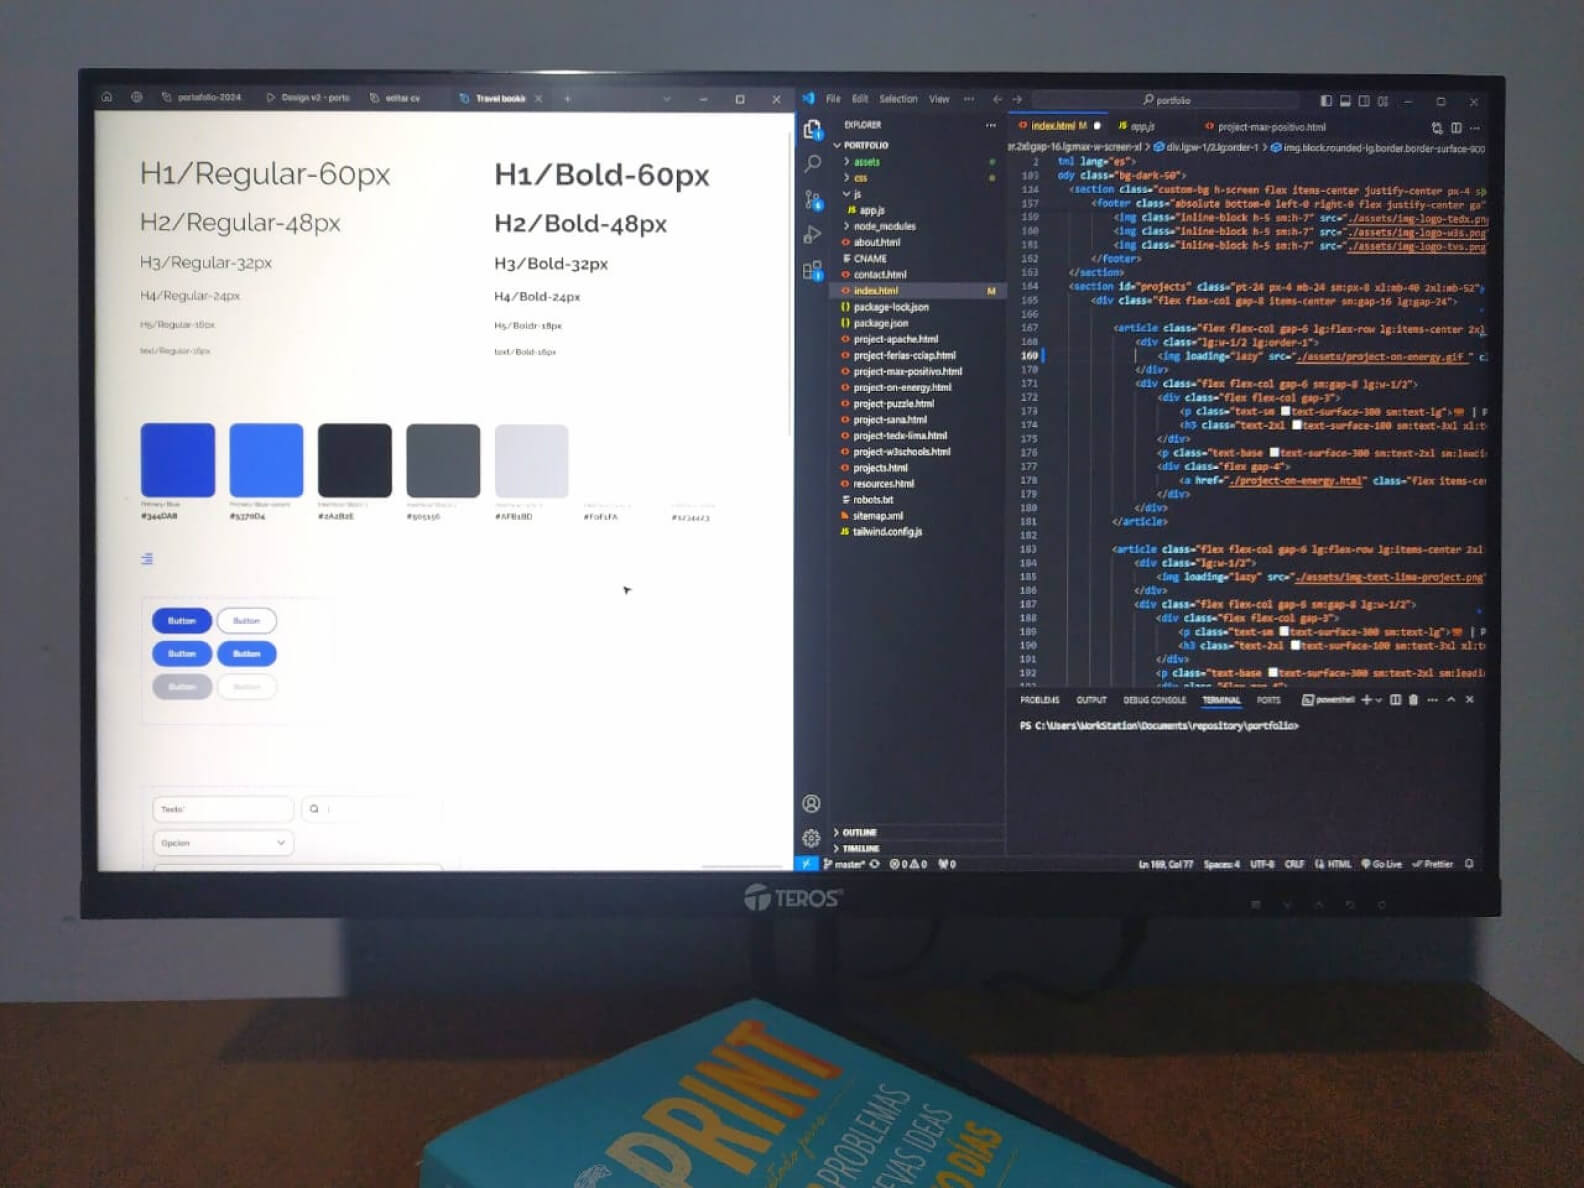 portafolio-2024
Design v2 - porto
editar cv
Travel bookin
H1/Regular-60px
H1/Bold-60px
H2/Regular-48px
H2/Bold-48px
H3/Regular-32px
H3/Bold-32px
H4/Regular-24px
H4/Bold-24px
H5/Regular-18px
H5/Boldr-18px
text/Regular-16px
text/Bold-16px
#344DA8
#5370D4
#2A2B2E
#505156
#AFB1BD
#F0F1FA
Button
Button
Button
Button
Button
Button
Texto*
Opcion
File Edit Selection View ...
portfolio
EXPLORER
PORTFOLIO
assets
css
js
JS app.js
node_modules
about.html
CNAME
contact.html
index.html M
package-lock.json
package.json
project-apache.html
project-ferias-cciap.html
project-max-positivo.html
project-on-energy.html
project-puzzle.html
project-sana.html
project-tedx-lima.html
project-w3schools.html
projects.html
resources.html
robots.txt
sitemap.xml
JS tailwind.config.js
OUTLINE
TIMELINE
index.html M
JS app.js
project-max-positivo.html
er.2xl:gap-16.lg:max-w-screen-xl > div.lg:w-1/2.lg:order-1 > img.block.rounded-lg.border.border-surface-900
2 tml lang="es">
103 ody class="bg-dark-50">
124 <section class="custom-bg h-screen flex items-center justify-center px-4
157 <footer class="absolute bottom-0 left-0 right-0 flex justify-center ga
159 <img class="inline-block h-5 sm:h-7" src="./assets/img-logo-tedx.pn
160 <img class="inline-block h-5 sm:h-7" src="./assets/img-logo-w3s.png
161 <img class="inline-block h-5 sm:h-7" src="./assets/img-logo-tvs.png
162 </footer>
163 </section>
164 <section id="projects" class="pt-24 px-4 mb-24 sm:px-8 xl:mb-40 2xl:mb-52"
165 <div class="flex flex-col gap-8 items-center sm:gap-16 lg:gap-24">
166
167 <article class="flex flex-col gap-6 lg:flex-row lg:items-center 2xl
168 <div class="lg:w-1/2 lg:order-1">
169 <img loading="lazy" src="./assets/project-on-energy.gif " c
170 </div>
171 <div class="flex flex-col gap-6 sm:gap-8 lg:w-1/2">
172 <div class="flex flex-col gap-3">
173 <p class="text-sm text-surface-300 sm:text-lg"> | P
174 <h3 class="text-2xl text-surface-100 sm:text-3xl xl:t
175 </div>
176 <p class="text-base text-surface-300 sm:text-2xl sm:leadi
177 <div class="flex gap-4">
178 <a href="./project-on-energy.html" class="flex items-ce
179 </div>
180 </div>
181 </article>
182
183 <article class="flex flex-col gap-6 lg:flex-row lg:items-center 2xl
184 <div class="lg:w-1/2">
185 <img loading="lazy" src="./assets/img-text-lima-project.png"
186 </div>
187 <div class="flex flex-col gap-6 sm:gap-8 lg:w-1/2">
188 <div class="flex flex-col gap-3">
189 <p class="text-sm text-surface-300 sm:text-lg"> | P
190 <h3 class="text-2xl text-surface-100 sm:text-3xl xl:t
191 </div>
192 <p class="text-base text-surface-300 sm:text-2xl sm:leadi
PROBLEMS OUTPUT DEBUG CONSOLE TERMINAL PORTS powershell
PS C:\Users\WorkStation\Documents\repository\portfolio>
master* 0 0 0 Ln 169, Col 77 Spaces: 4 UTF-8 CRLF HTML Go Live Prettier
TEROS
PRINT
PROBLEMAS
EVAS IDEAS
DÍAS